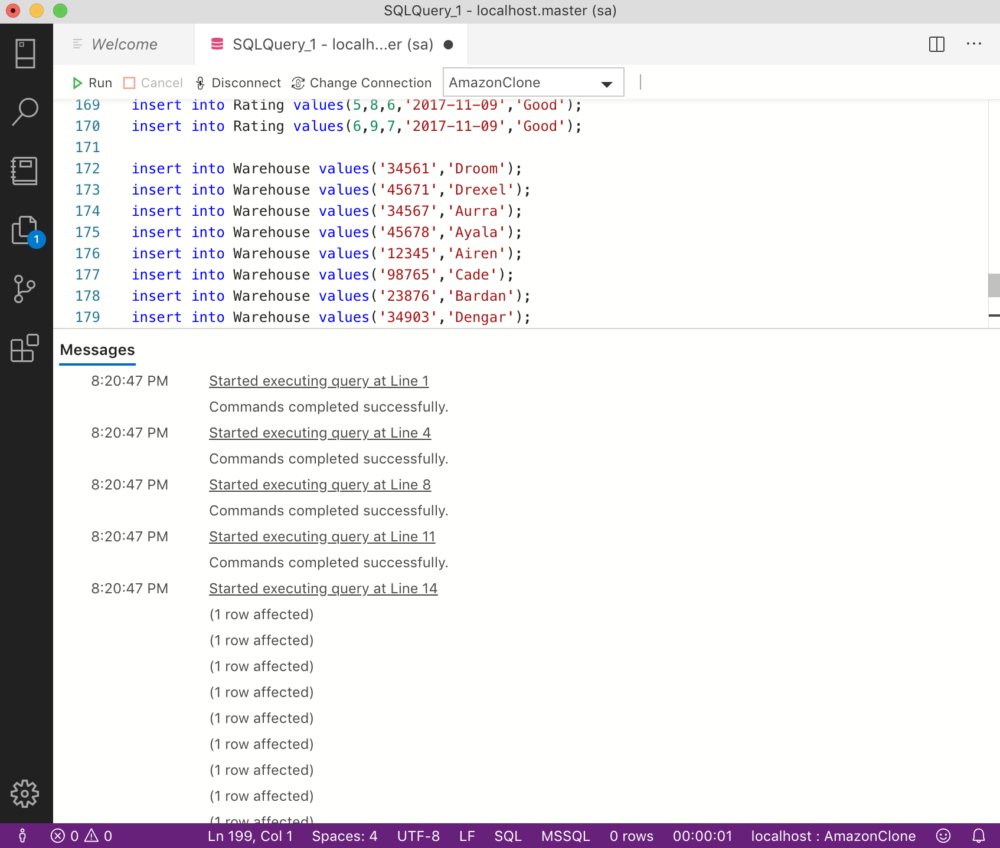 SQLQuery_1 - localhost.master (sa)
Welcome
SQLQuery_1 - localh...er (sa)
Run Cancel Disconnect Change Connection AmazonClone
169 insert into Rating values(5,8,6,'2017-11-09','Good');
170 insert into Rating values(6,9,7,'2017-11-09','Good');
171
172 insert into Warehouse values('34561','Droom');
173 insert into Warehouse values('45671','Drexel');
174 insert into Warehouse values('34567','Aurra');
175 insert into Warehouse values('45678','Ayala');
176 insert into Warehouse values('12345','Airen');
177 insert into Warehouse values('98765','Cade');
178 insert into Warehouse values('23876','Bardan');
179 insert into Warehouse values('34903','Dengar');
1
Messages
8:20:47 PM Started executing query at Line 1
Commands completed successfully.
8:20:47 PM Started executing query at Line 4
Commands completed successfully.
8:20:47 PM Started executing query at Line 8
Commands completed successfully.
8:20:47 PM Started executing query at Line 11
Commands completed successfully.
8:20:47 PM Started executing query at Line 14
(1 row affected)
(1 row affected)
(1 row affected)
(1 row affected)
(1 row affected)
(1 row affected)
(1 row affected)
(1 row affected)
(1 row affected)
0 0 Ln 199, Col 1 Spaces: 4 UTF-8 LF SQL MSSQL 0 rows 00:00:01 localhost : AmazonClone